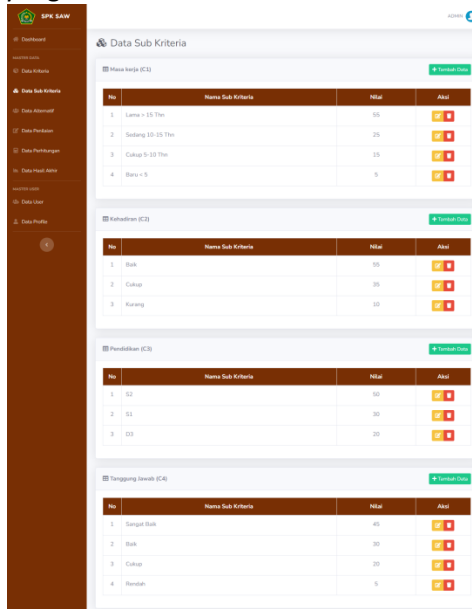 SPK SAW
ADMIN
Dashboard
MASTER DATA
Data Kriteria
Data Sub Kriteria
Data Alternatif
Data Penilaian
Data Perhitungan
Data Hasil Akhir
MASTER USER
Data User
Data Profile
Data Sub Kriteria
Masa kerja (C1)
+ Tambah Data
No Nama Sub Kriteria Nilai Aksi
1 Lama > 15 Thn 55
2 Sedang 10-15 Thn 25
3 Cukup 5-10 Thn 15
4 Baru < 5 5
Kehadiran (C2)
+ Tambah Data
No Nama Sub Kriteria Nilai Aksi
1 Baik 55
2 Cukup 35
3 Kurang 10
Pendidikan (C3)
+ Tambah Data
No Nama Sub Kriteria Nilai Aksi
1 S2 50
2 S1 30
3 D3 20
Tanggung Jawab (C4)
+ Tambah Data
No Nama Sub Kriteria Nilai Aksi
1 Sangat Baik 45
2 Baik 30
3 Cukup 20
4 Rendah 5